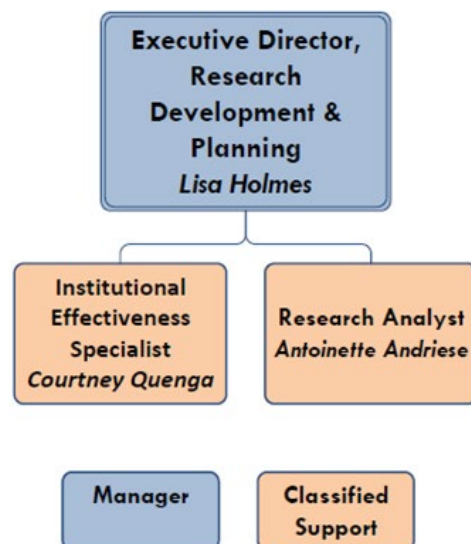 Executive Director,
Research
Development &
Planning
Lisa Holmes
Institutional
Effectiveness
Specialist
Courtney Quenga
Research Analyst
Antoinette Andriese
Manager
Classified
Support